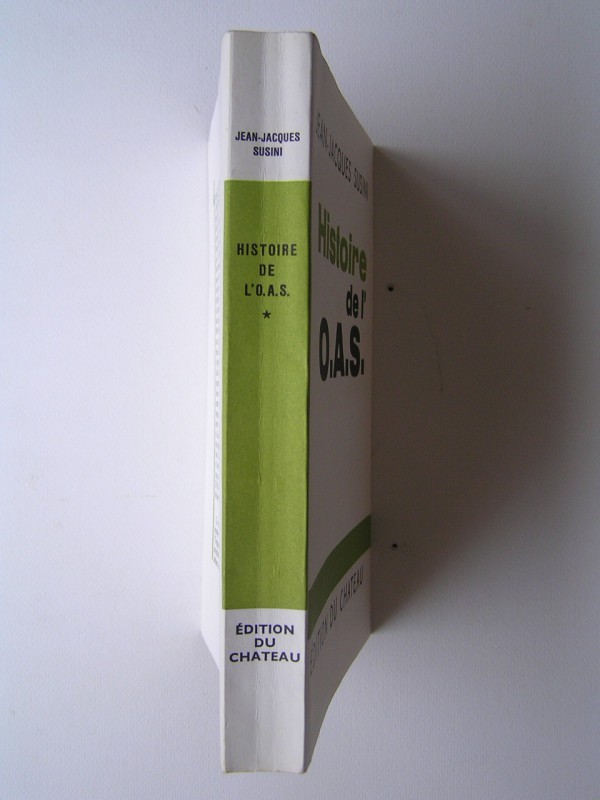 JEAN-JACQUES
SUSINI
HISTOIRE
DE
L'O.A.S.
*
ÉDITION
DU
CHATEAU
JEAN-JACQUES SUSINI
Histoire
de l'
O.A.S.
EDITION DU CHATEAU